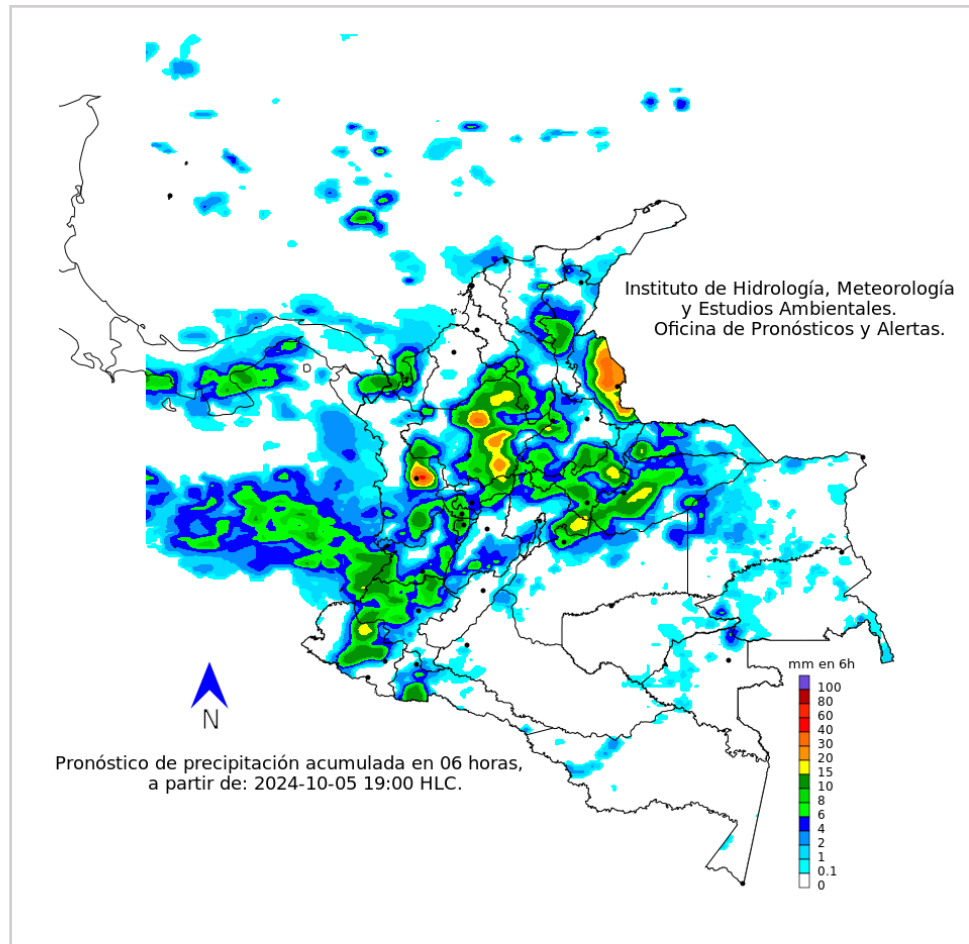 Instituto de Hidrología, Meteorología
y Estudios Ambientales.
Oficina de Pronósticos y Alertas.
N
Pronóstico de precipitación acumulada en 06 horas,
a partir de: 2024-10-05 19:00 HLC.
mm en 6h
100
80
60
40
30
20
15
10
8
6
4
2
1
0.1
0